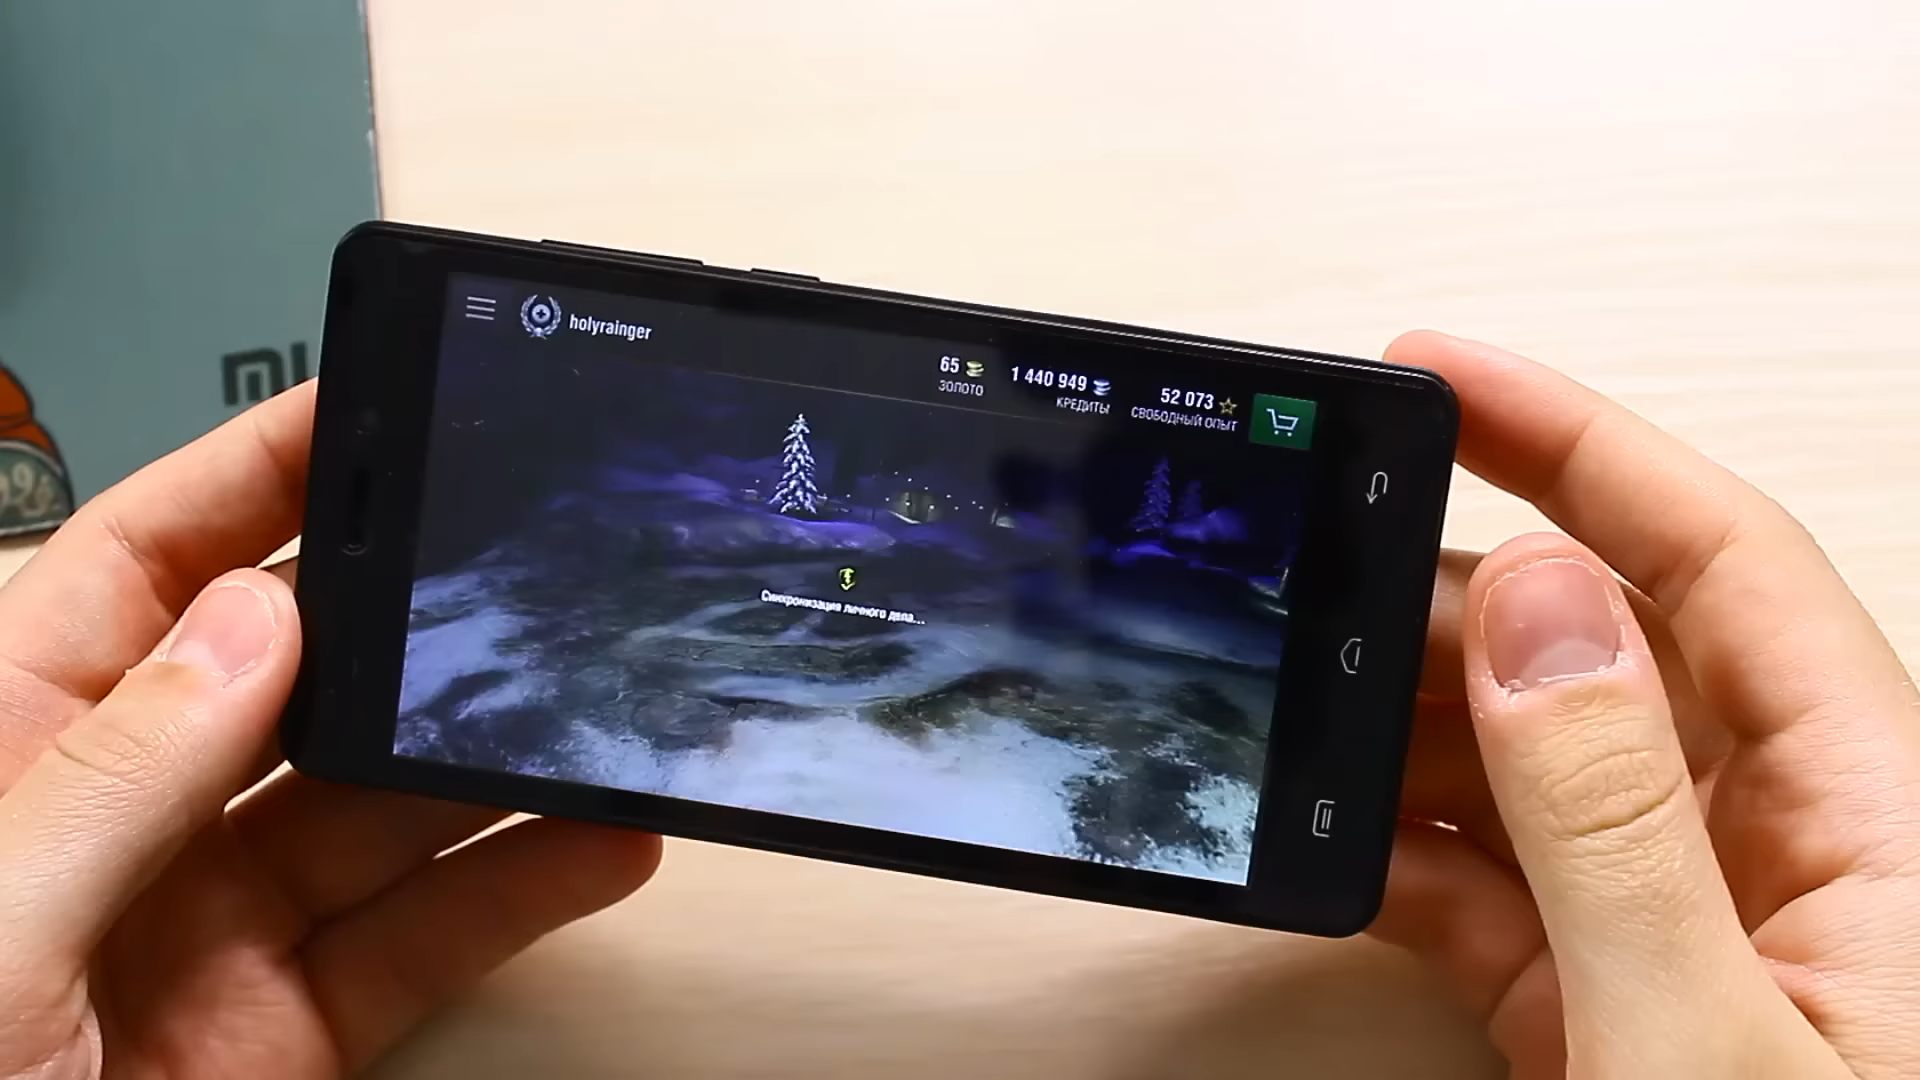 holyrainger
65
ЗОЛОТО
1 440 949
КРЕДИТЫ
52 073
СВОБОДНЫЙ ОПЫТ
Синхронизация личного дела...
MI